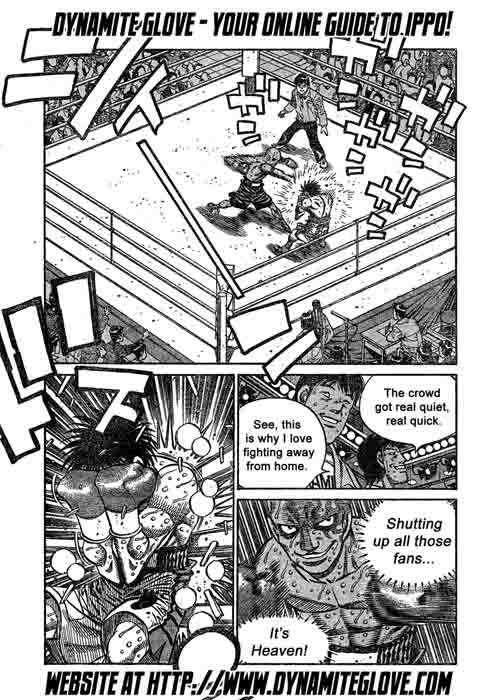 DYNAMITE GLOVE - YOUR ONLINE GUIDE TO IPPO!
The crowd
got real quiet,
real quick.
See, this
is why I love
fighting away
from home.
Shutting
up all those
fans...
It's
Heaven!
WEBSITE AT HTTP://WWW.DYNAMITEGLOVE.COM